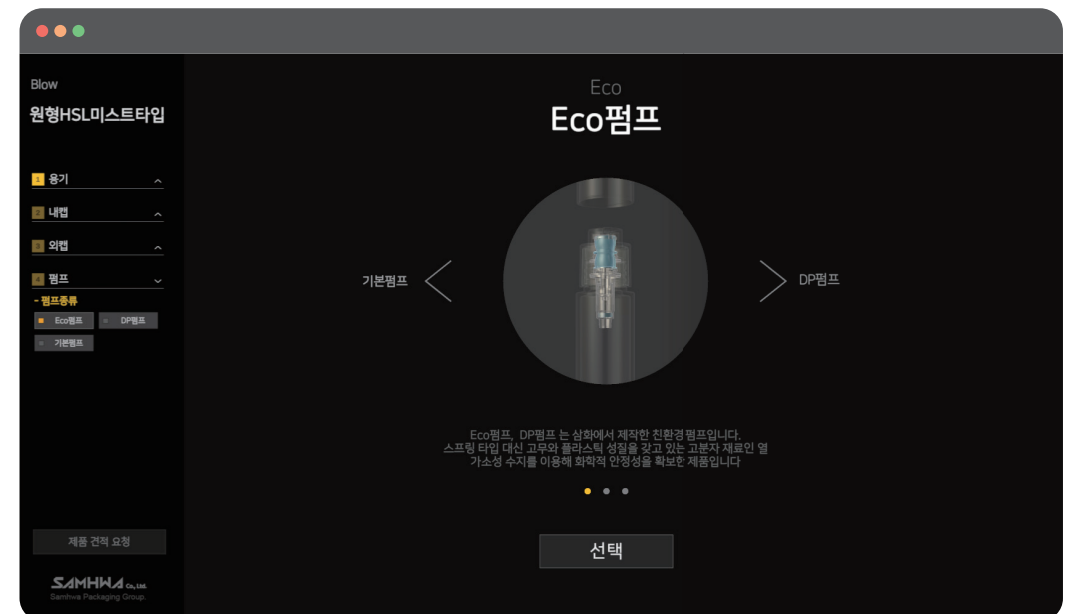 Blow
원형HSL미스트타입
1 용기
2 내캡
3 외캡
4 펌프
- 펌프종류
Eco펌프
DP펌프
기본펌프
제품 견적 요청
SAMHWA Co., Ltd.
Samhwa Packaging Group.
Eco
Eco펌프
기본펌프
DP펌프
Eco펌프, DP펌프 는 삼화에서 제작한 친환경 펌프입니다.
스프링 타입 대신 고무와 플라스틱 성질을 갖고 있는 고분자 재료인 열
가소성 수지를 이용해 화학적 안정성을 확보한 제품입니다
선택